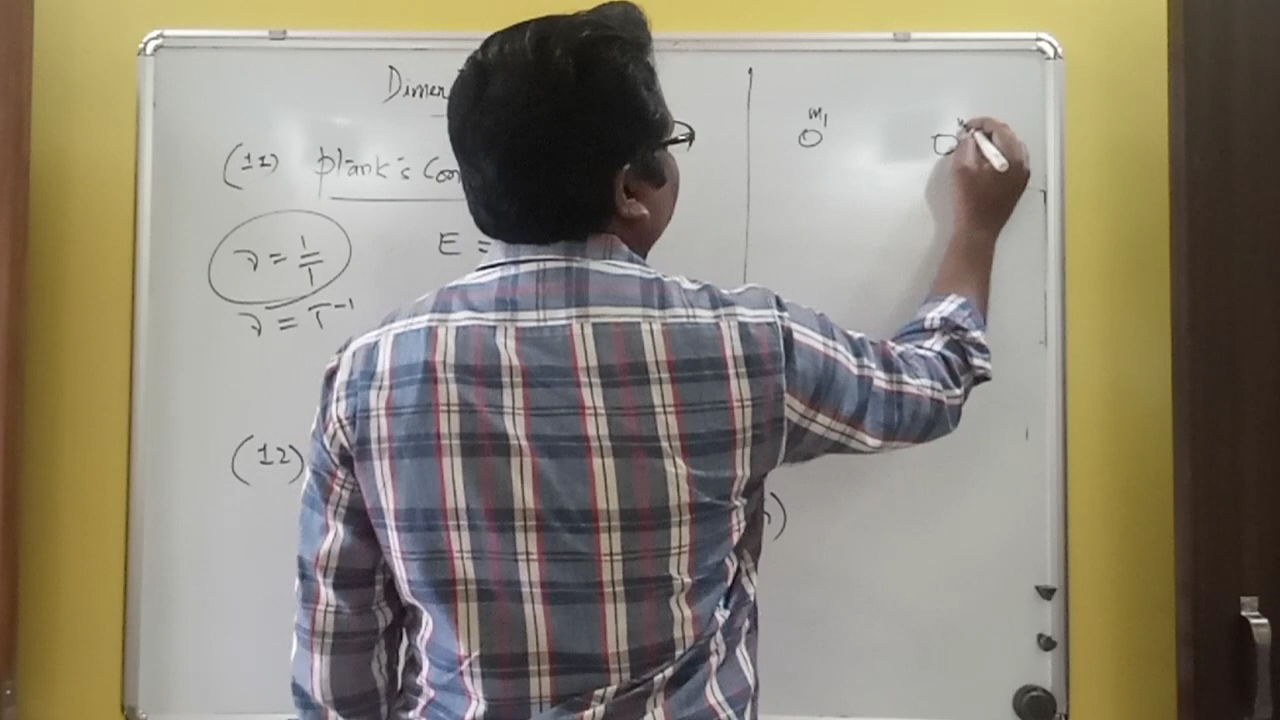 Dimen
(11) Plank's Con
ν = 1/T
E =
ν = T⁻¹
(12)
m₁